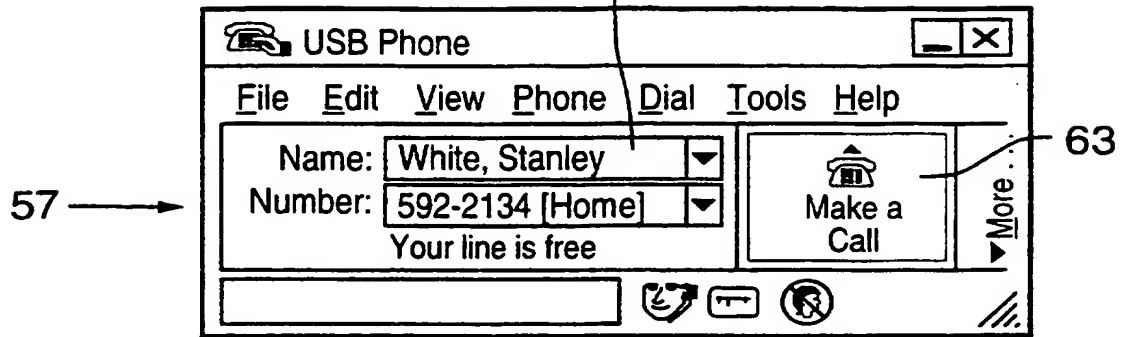 USB Phone
File Edit View Phone Dial Tools Help
Name: White, Stanley
Number: 592-2134 [Home]
Your line is free
Make a
Call
More...
57
63